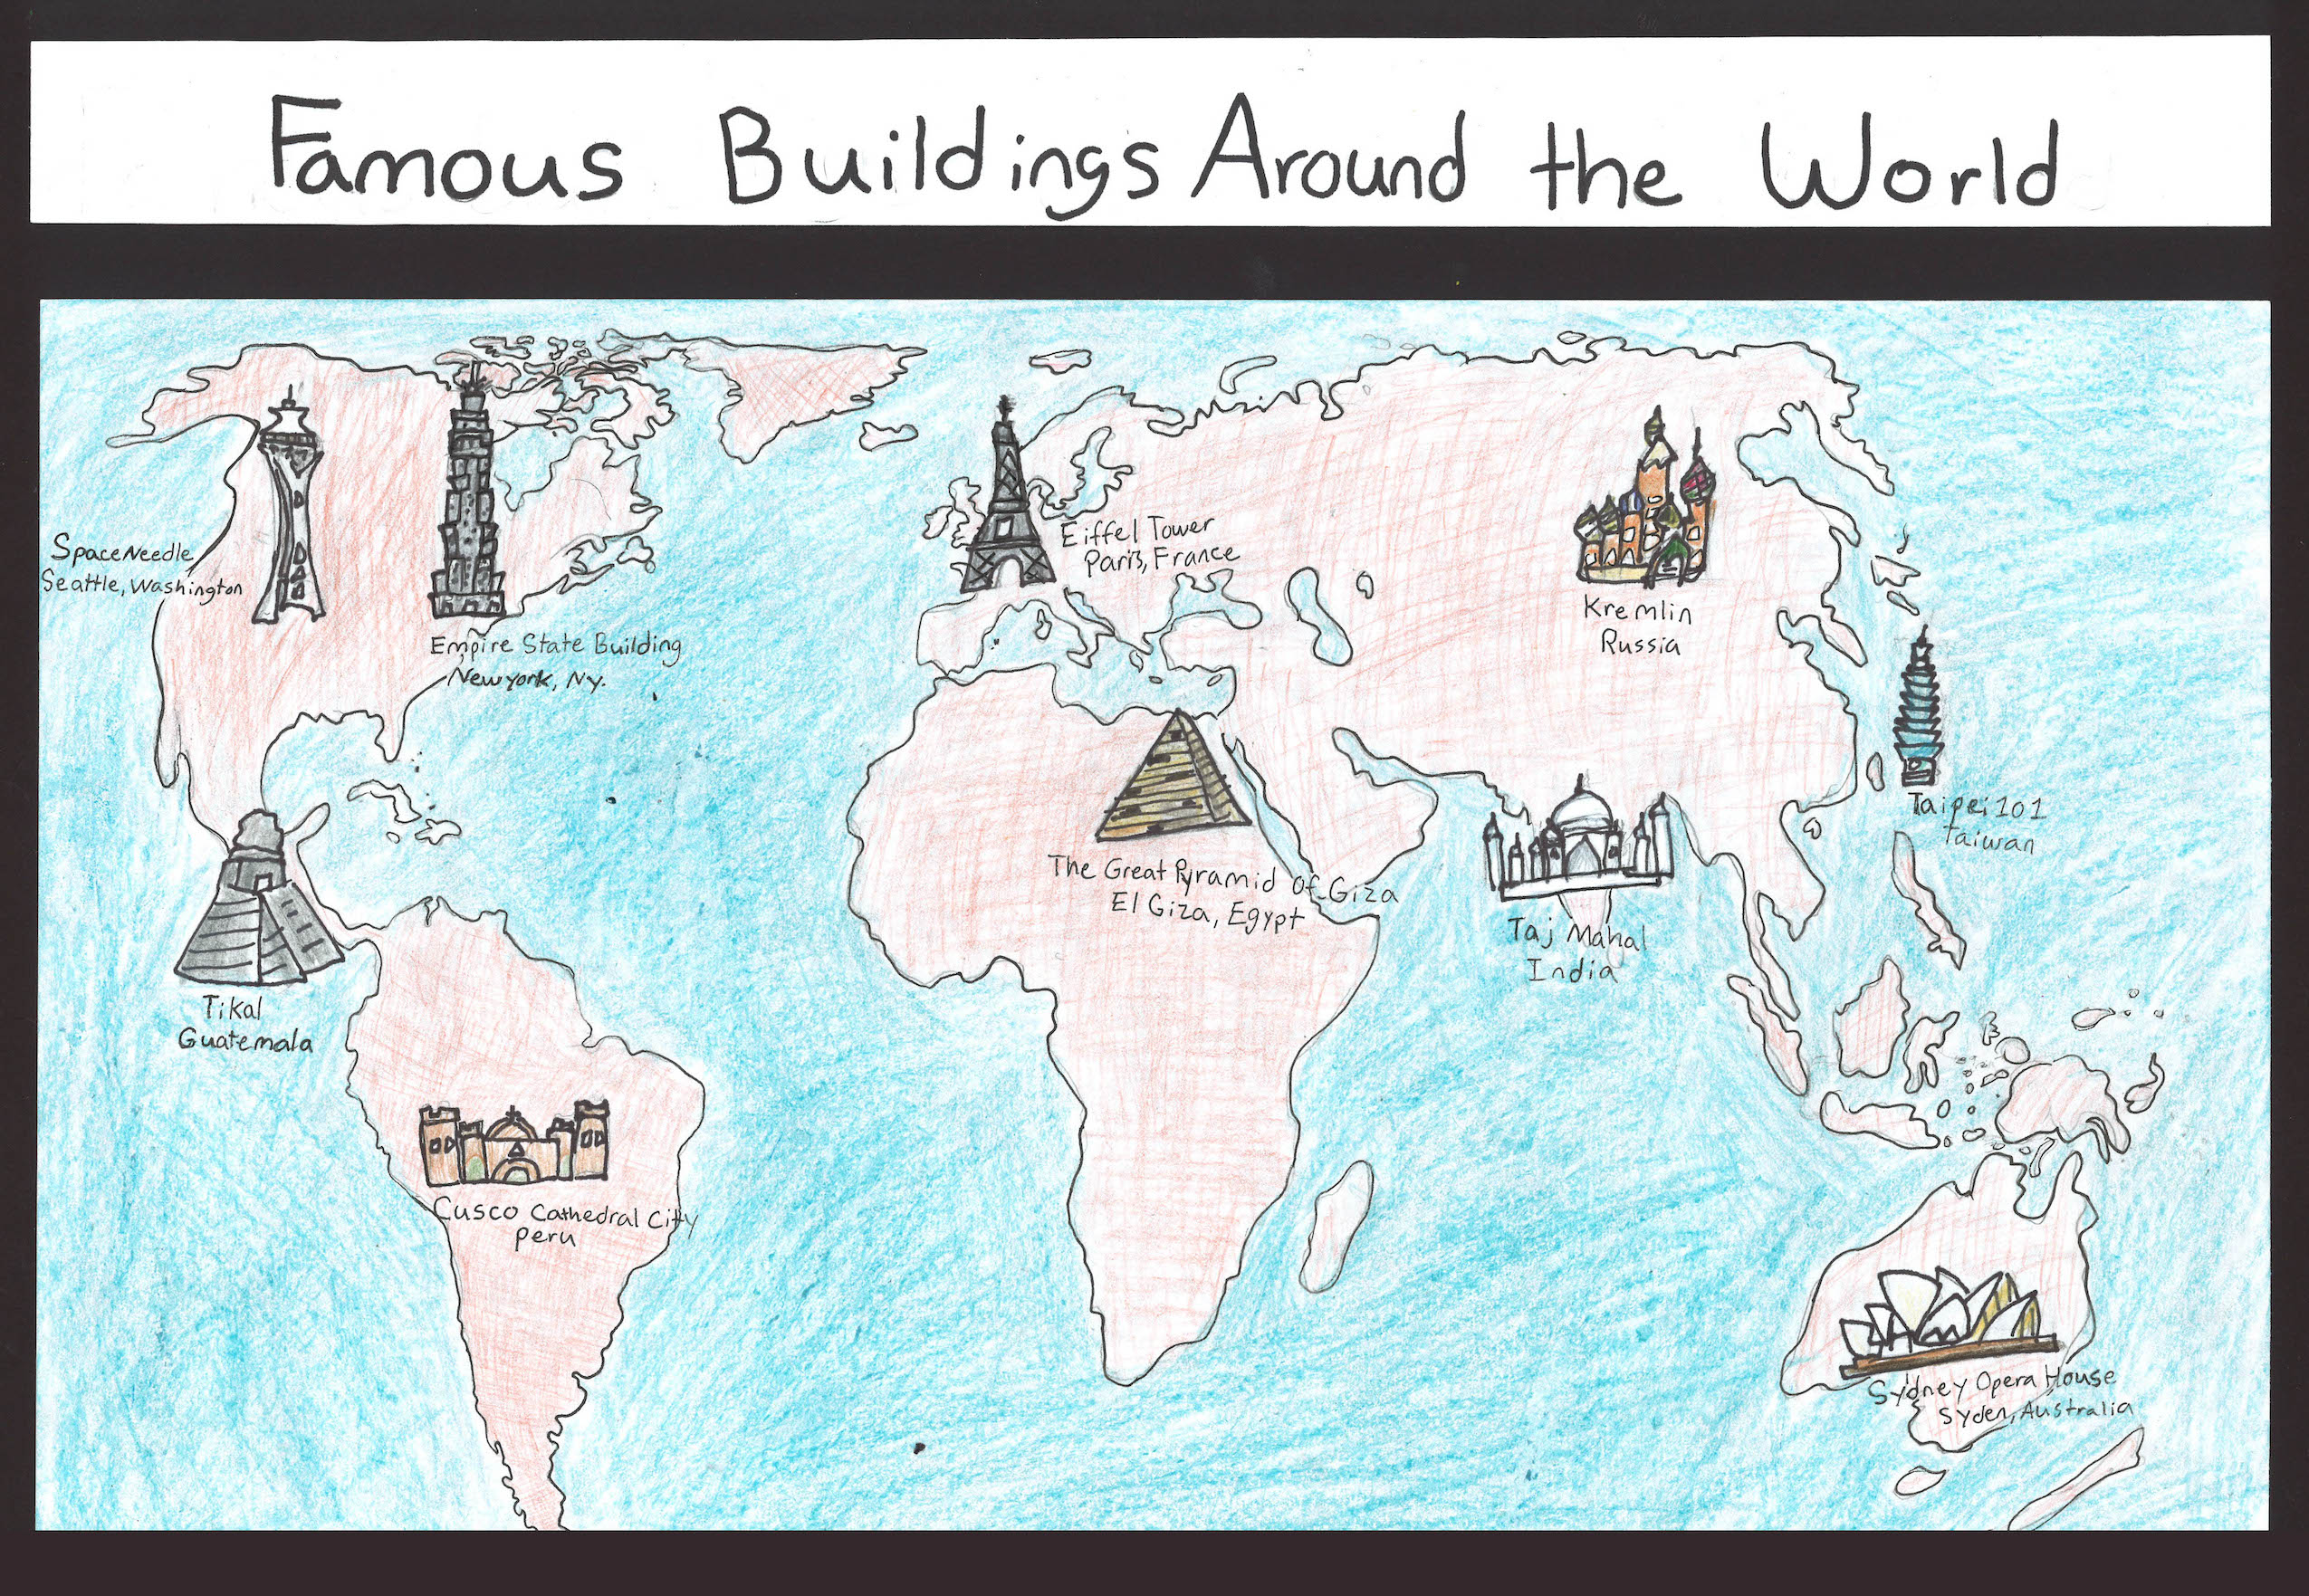 Famous Buildings Around the World
Space Needle
Seattle, Washington
Empire State Building
New York, NY.
Eiffel Tower
Paris, France
Kremlin
Russia
Taipei 101
Taiwan
The Great Pyramid Of Giza
El Giza, Egypt
Taj Mahal
India
Tikal
Guatemala
Cusco Cathedral City
Peru
Sydney Opera House
Syden, Australia